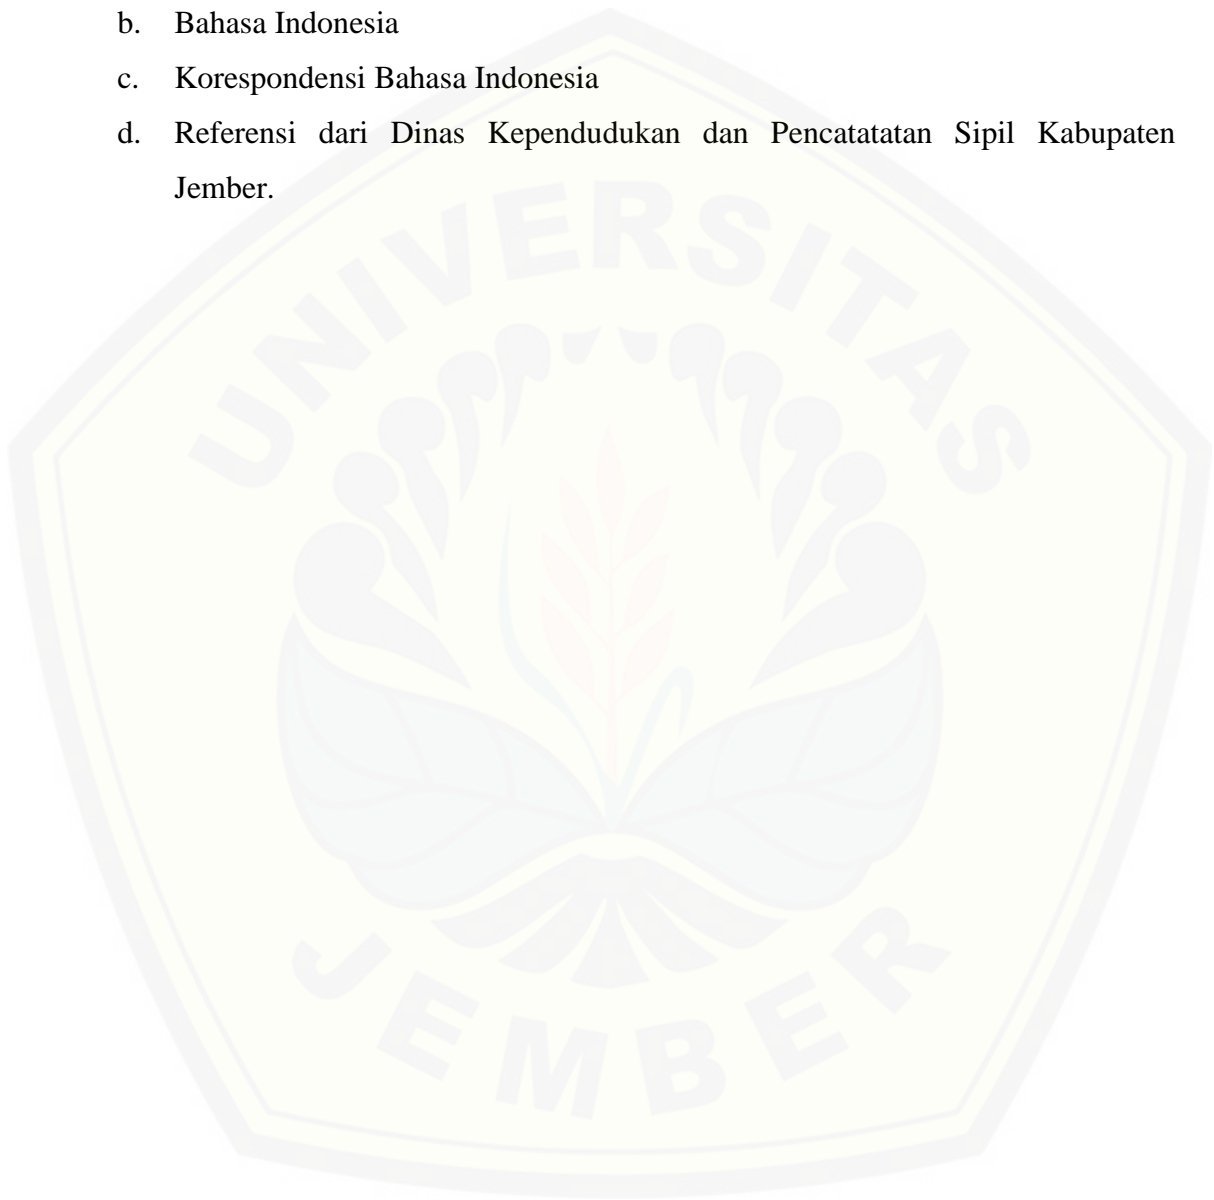 b. Bahasa Indonesia
c. Korespondensi Bahasa Indonesia
d. Referensi dari Dinas Kependudukan dan Pencatatatan Sipil Kabupaten
Jember.
UNIVERSITAS
JEMBER